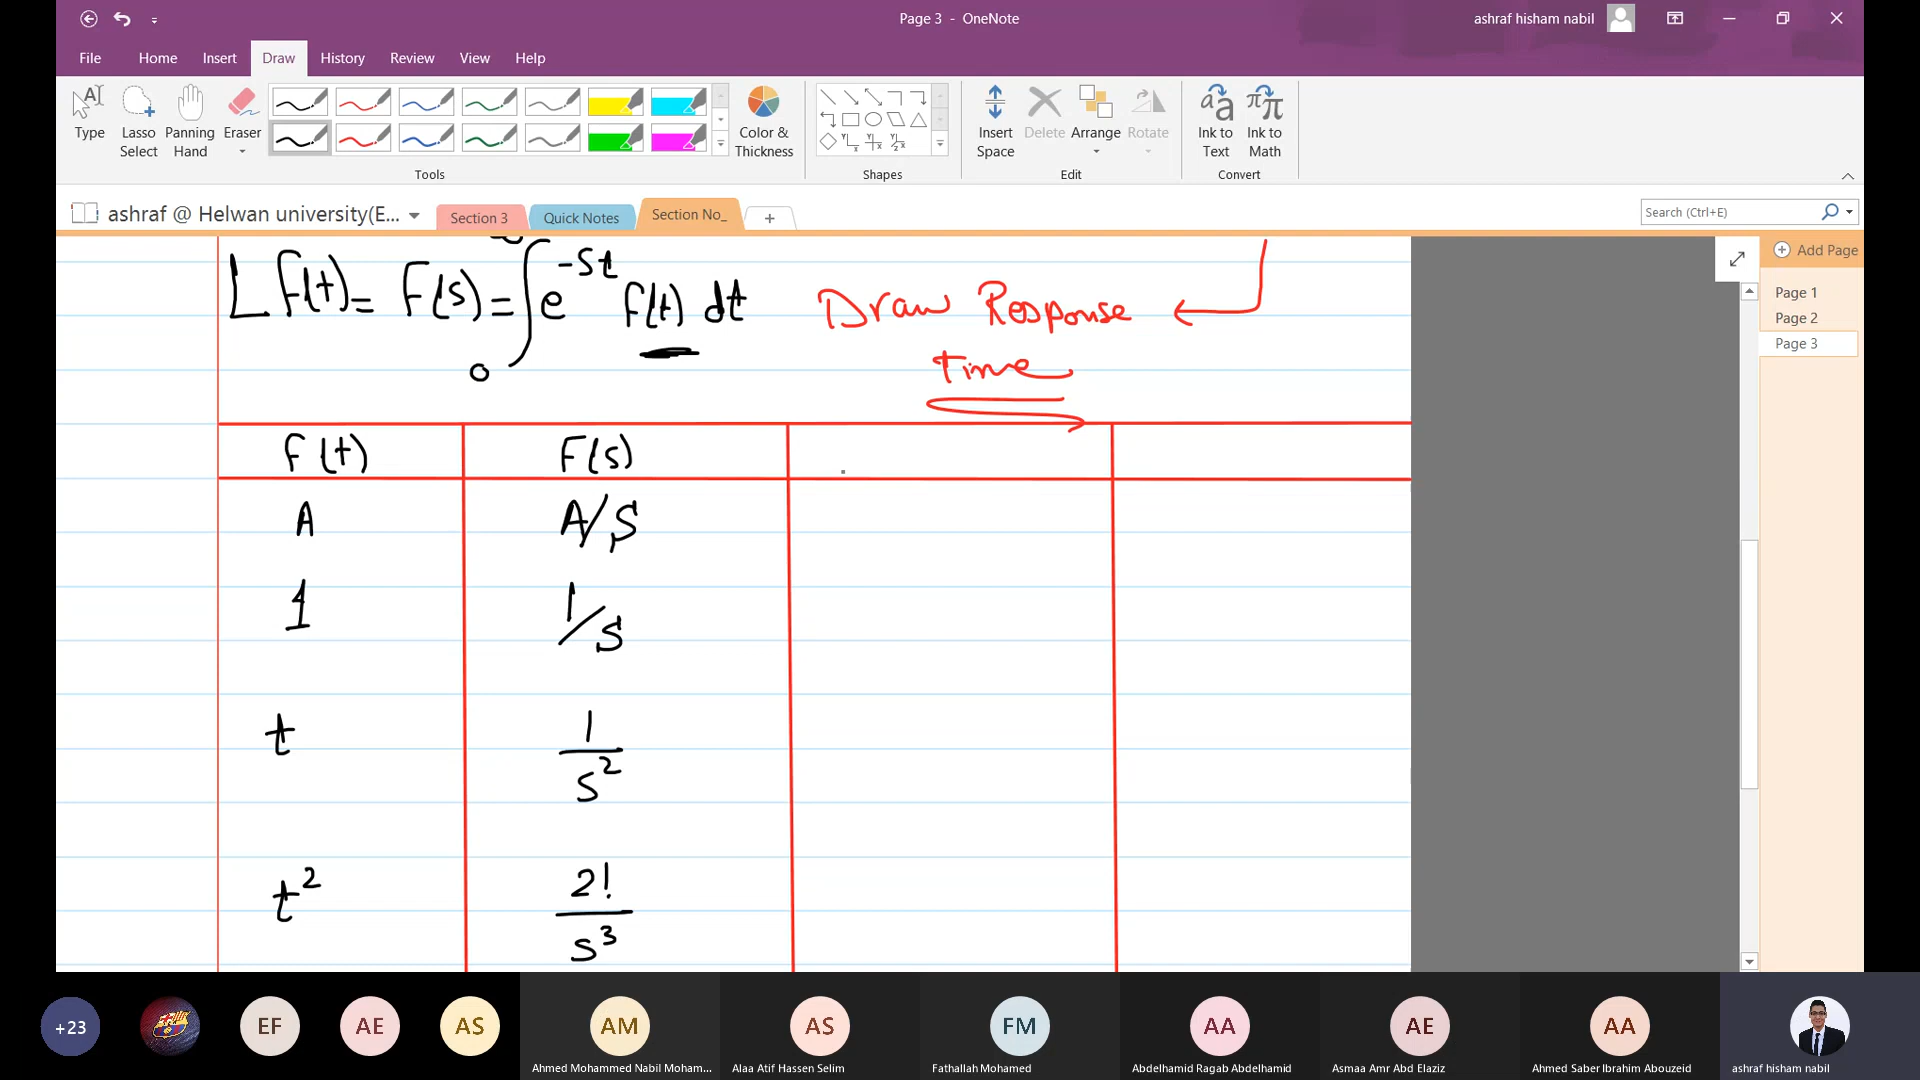 Page 3 - OneNote
ashraf hisham nabil
File Home Insert Draw History Review View Help
Type
Lasso Select
Panning Hand
Eraser
Color & Thickness
Insert Space
Delete
Arrange
Rotate
Ink to Text
Ink to Math
Tools
Shapes
Edit
Convert
ashraf @ Helwan university(E...
Section 3
Quick Notes
Section No_
Search (Ctrl+E)
Add Page
Page 1
Page 2
Page 3
L F(t) = F(s) = ∫ e^-st F(t) dt
0
Draw Response
time
F(t) F(s)
A A/S
1 1/S
t 1/s^2
t^2 2!/s^3
+23
EF
AE
AS
AM
AS
FM
AA
AE
AA
Ahmed Mohammed Nabil Moham...
Alaa Atif Hassen Selim
Fathallah Mohamed
Abdelhamid Ragab Abdelhamid
Asmaa Amr Abd Elaziz
Ahmed Saber Ibrahim Abouzeid
ashraf hisham nabil